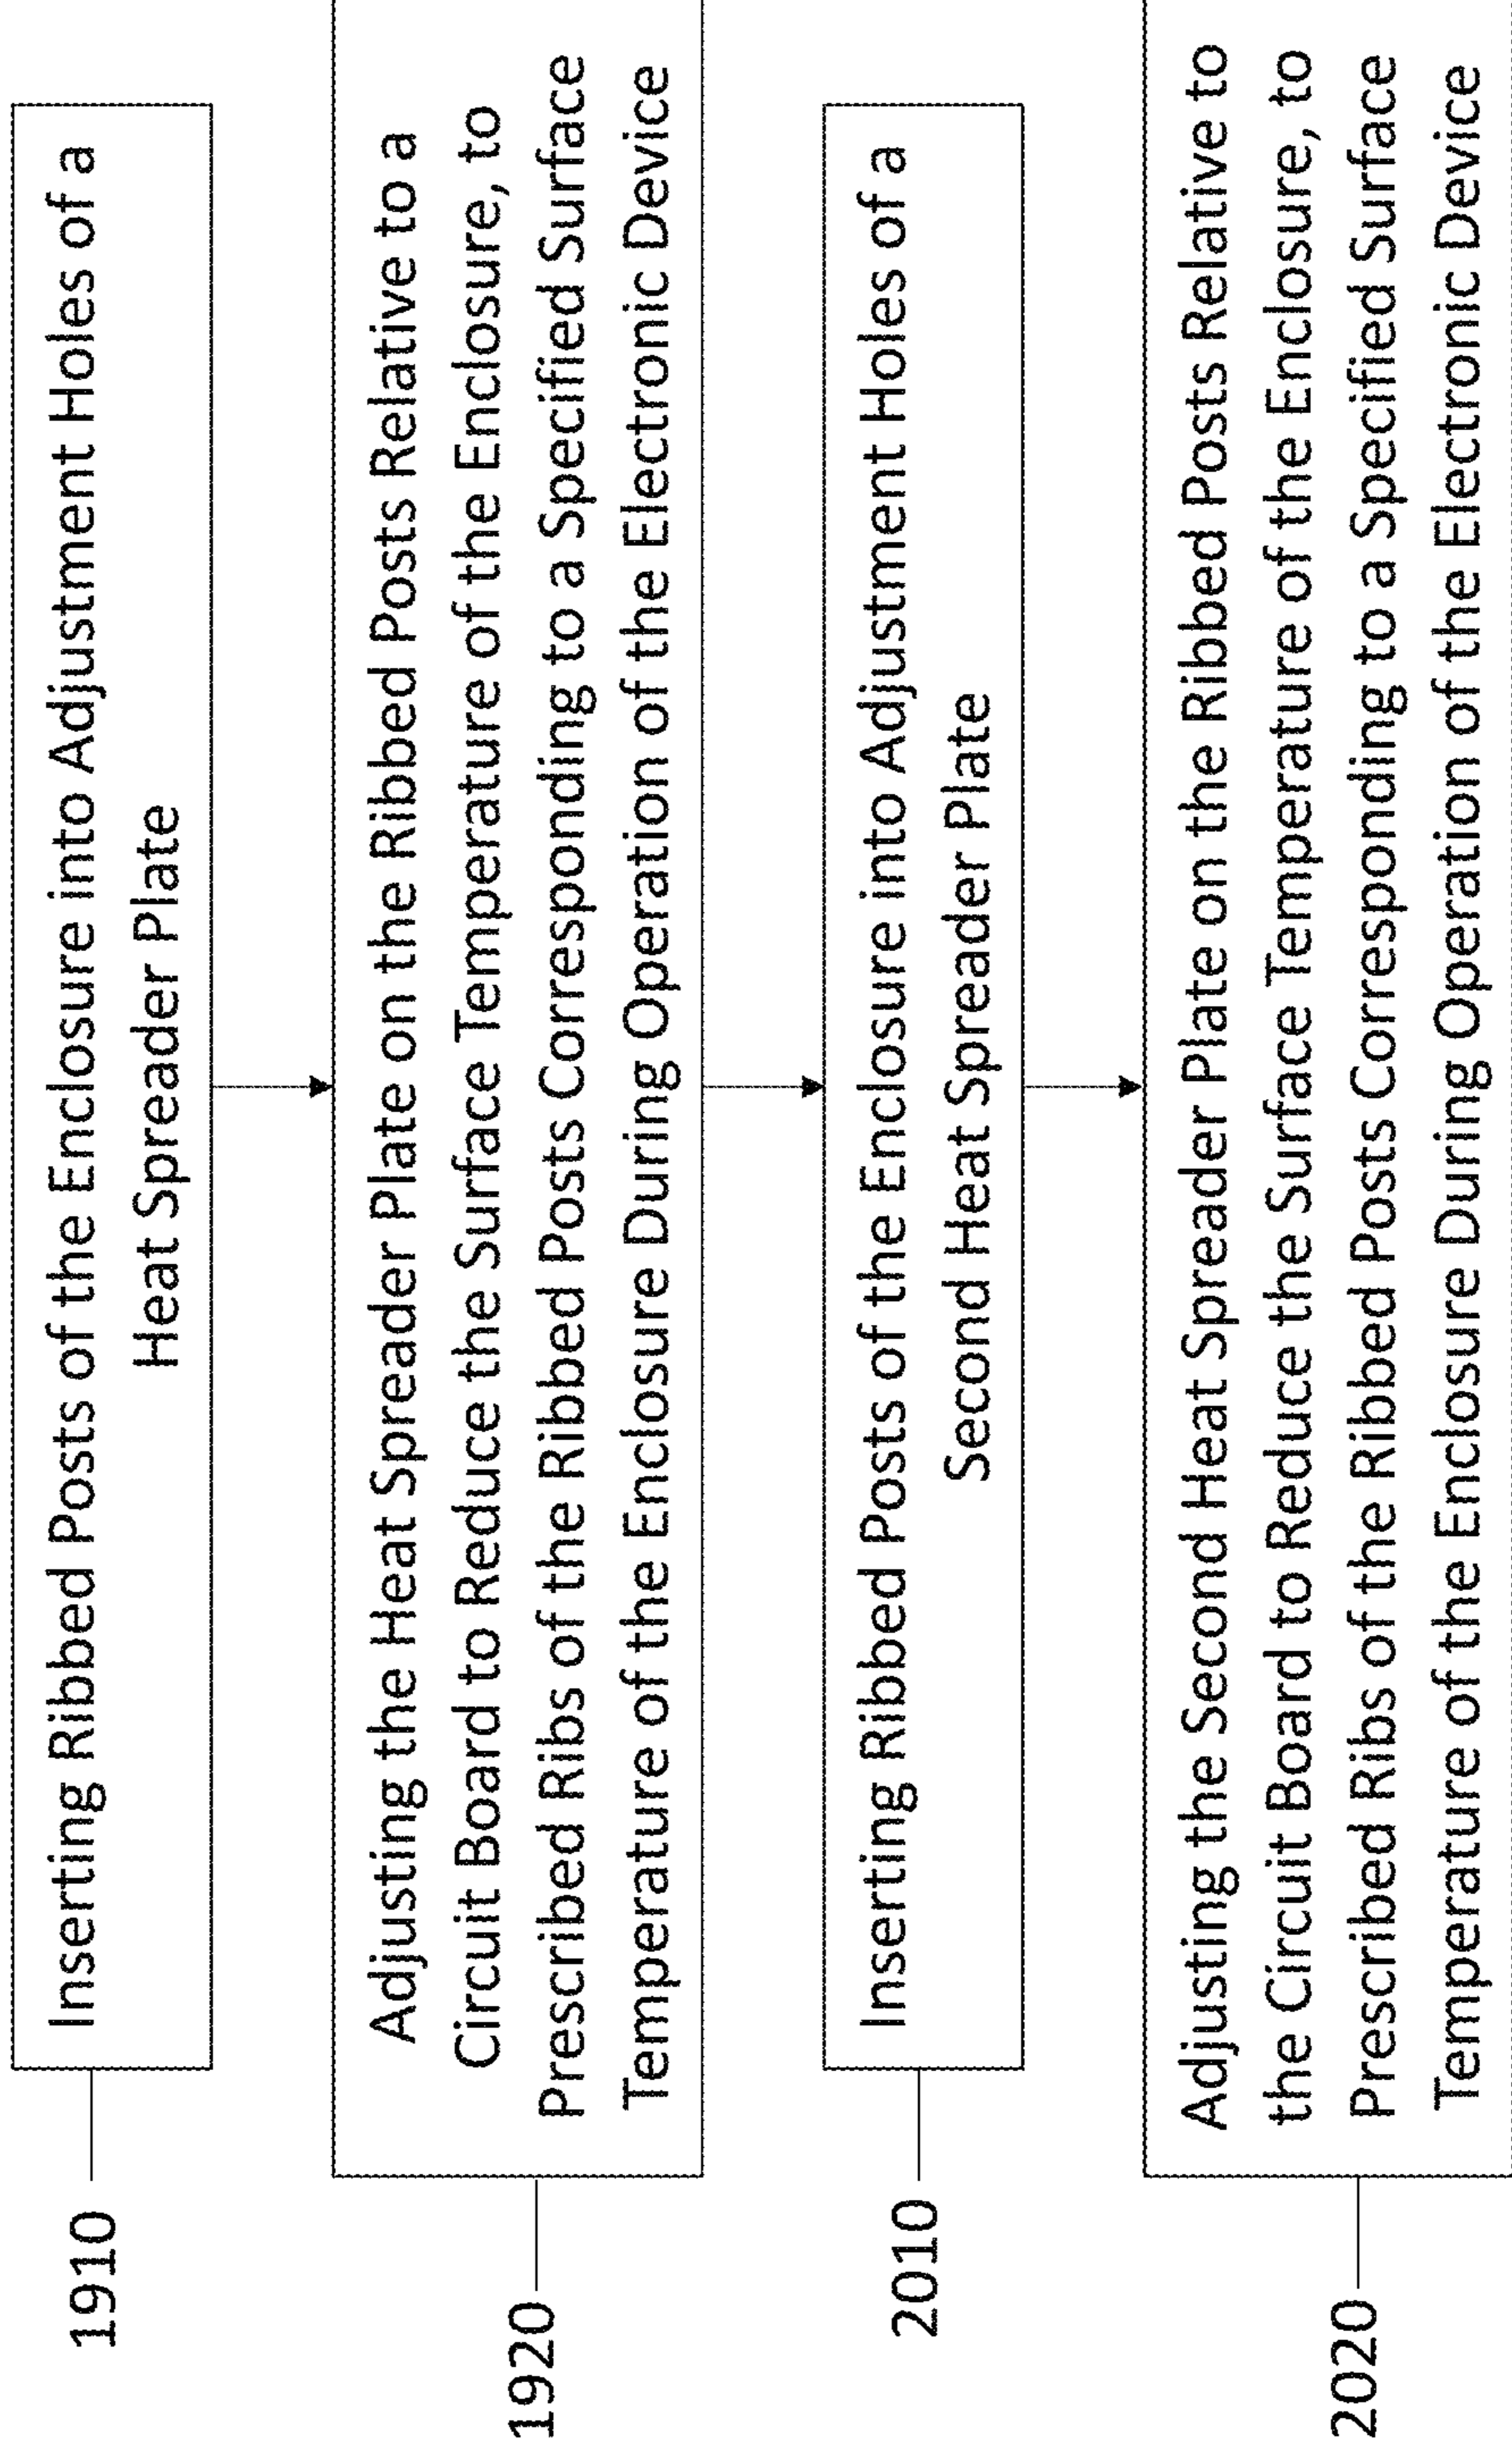 1910
Inserting Ribbed Posts of the Enclosure into Adjustment Holes of a
Heat Spreader Plate
1920
Adjusting the Heat Spreader Plate on the Ribbed Posts Relative to a
Circuit Board to Reduce the Surface Temperature of the Enclosure, to
Prescribed Ribs of the Ribbed Posts Corresponding to a Specified Surface
Temperature of the Enclosure During Operation of the Electronic Device
2010
Inserting Ribbed Posts of the Enclosure into Adjustment Holes of a
Second Heat Spreader Plate
2020
Adjusting the Second Heat Spreader Plate on the Ribbed Posts Relative to
the Circuit Board to Reduce the Surface Temperature of the Enclosure, to
Prescribed Ribs of the Ribbed Posts Corresponding to a Specified Surface
Temperature of the Enclosure During Operation of the Electronic Device